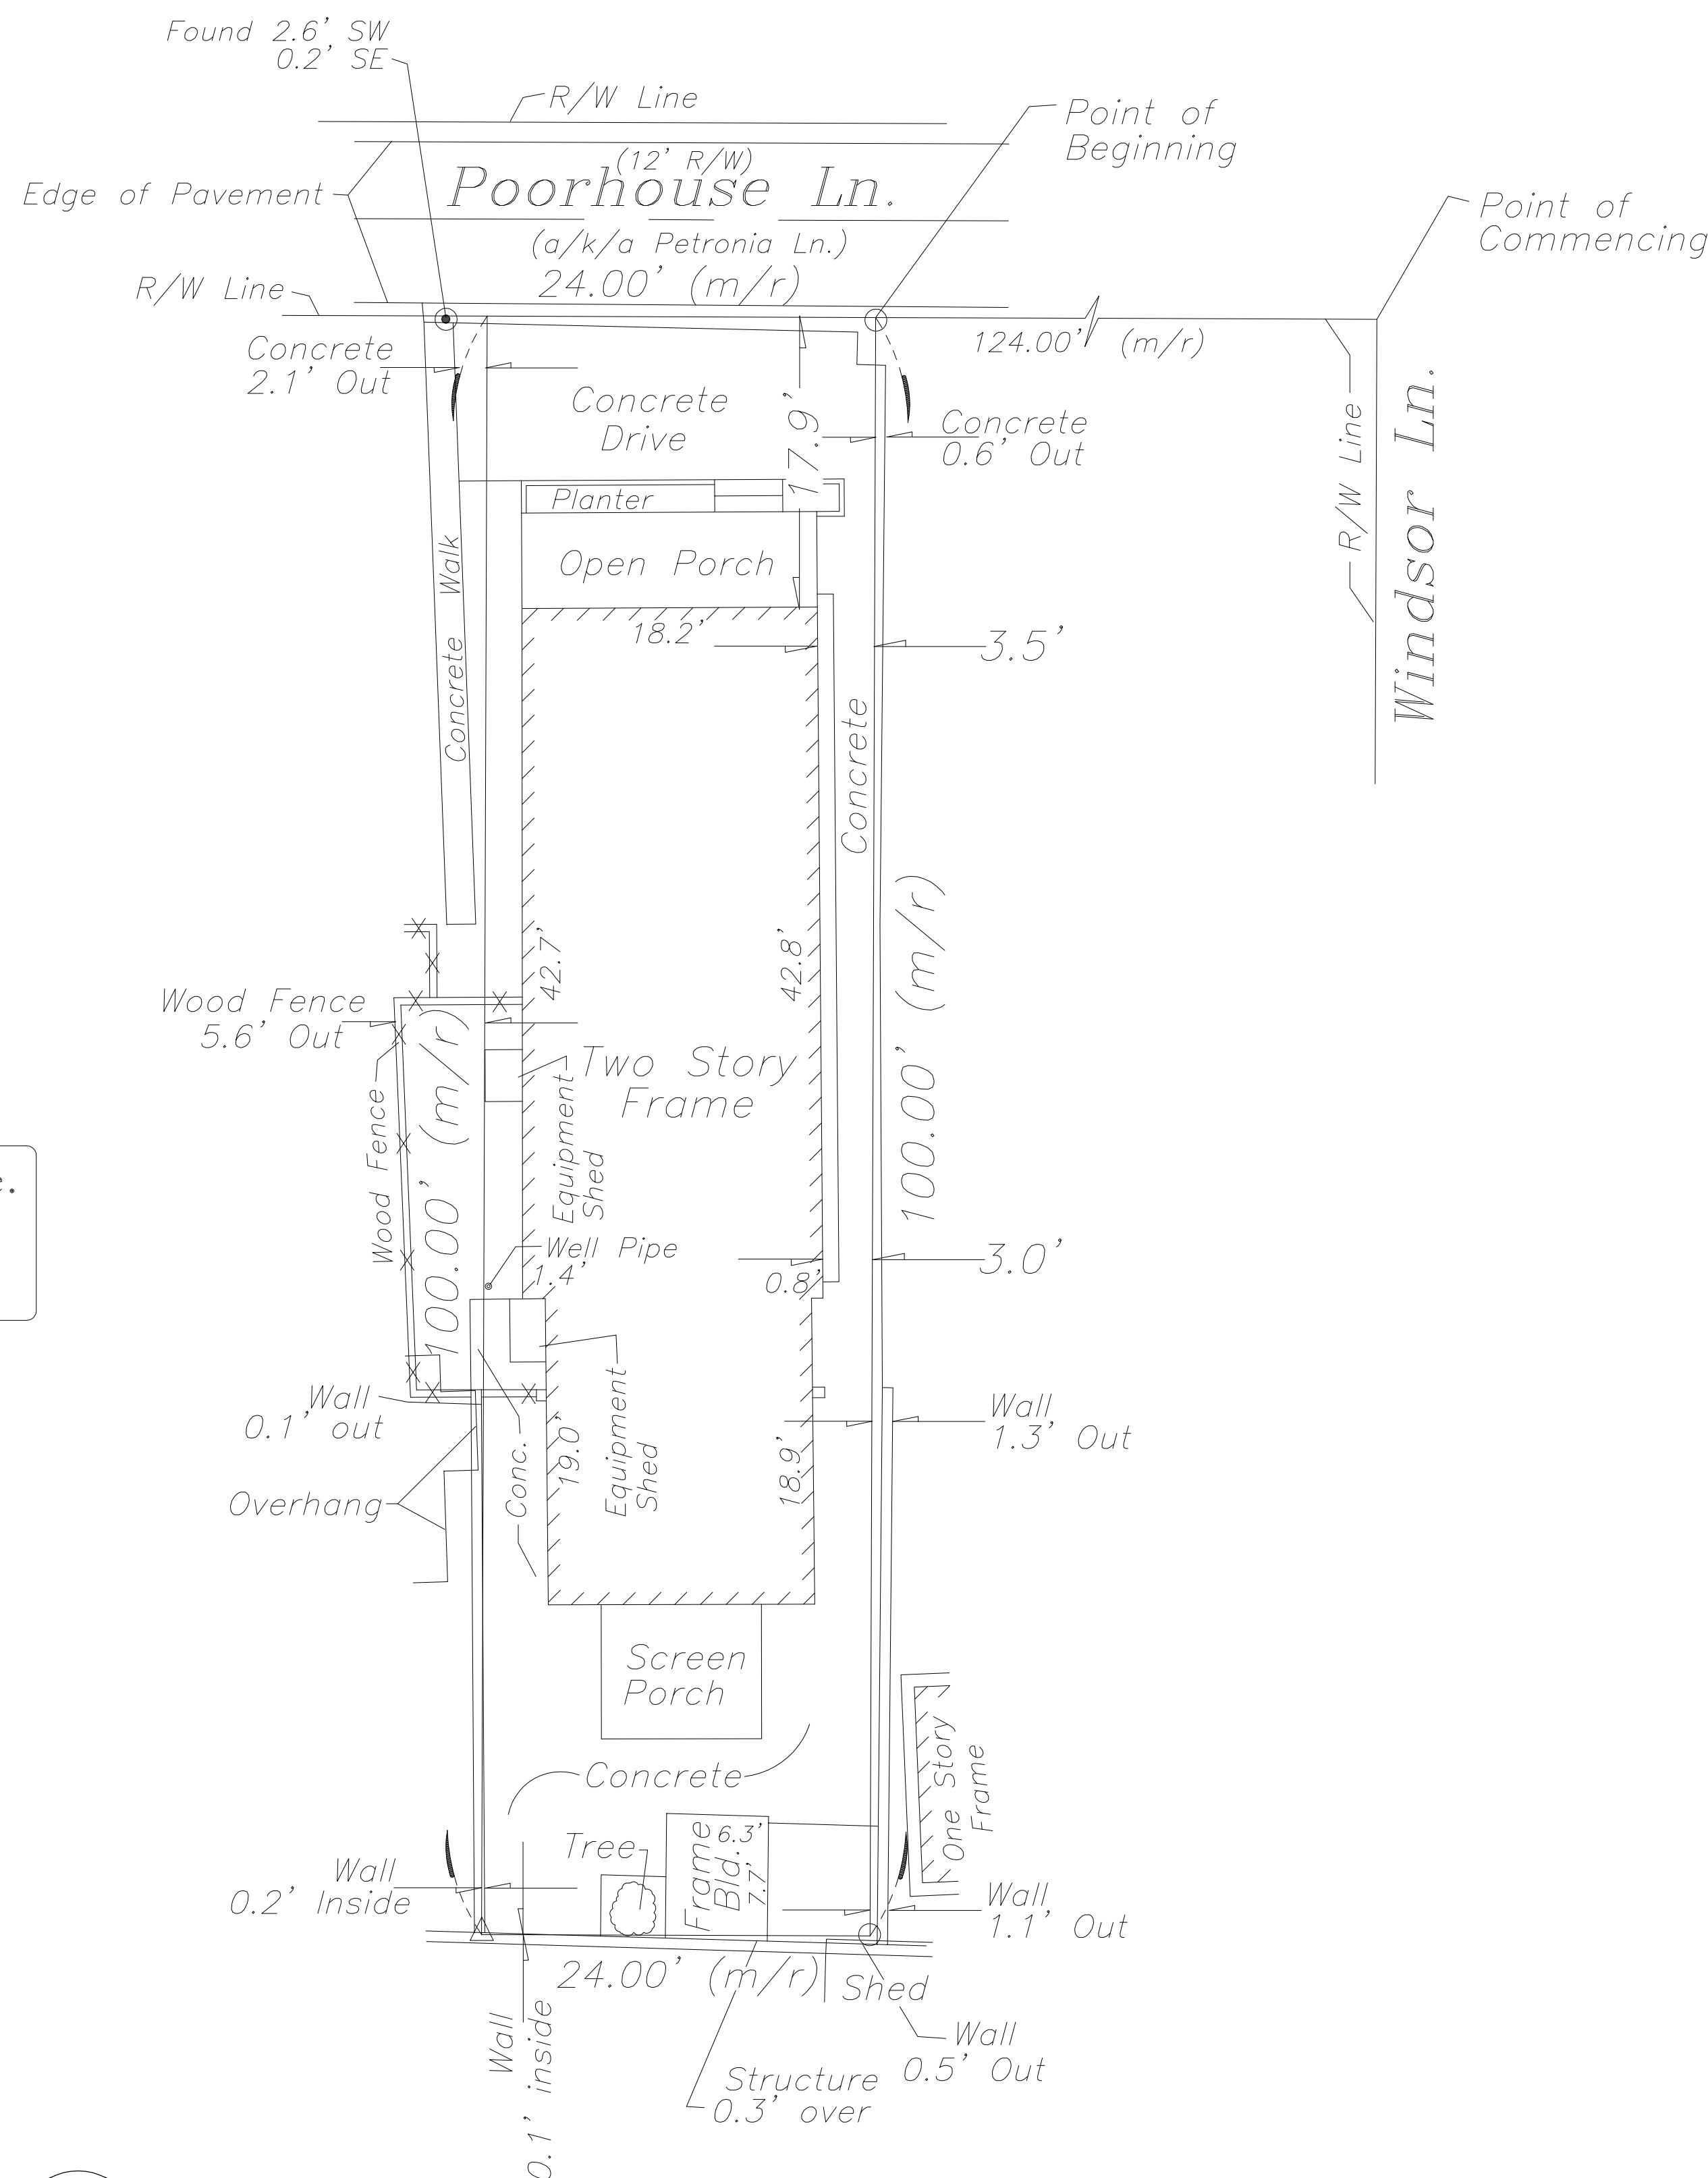 Found 2.6' SW
0.2' SE
R/W Line
Point of
Beginning
(12' R/W)
Poorhouse Ln.
Edge of Pavement
Point of
Commencing
(a/k/a Petronia Ln.)
24.00' (m/r)
R/W Line
124.00' (m/r)
Concrete
2.1' Out
Concrete
Drive
17.9'
Concrete
0.6' Out
R/W Line
Windsor Ln.
Planter
Open Porch
Concrete Walk
18.2'
3.5'
Concrete
42.7'
42.8'
100.00' (m/r)
Wood Fence
5.6' Out
100.00' (m/r)
Two Story
Frame
Equipment
Shed
Wood Fence
Well Pipe
1.4'
0.8'
3.0'
Wall
0.1' out
Wall
1.3' Out
Overhang
Conc.
19.0'
Equipment
Shed
18.9'
Screen
Porch
One Story
Frame
Concrete
Tree
Frame
Bld.
6.3'
7.7'
Wall
0.2' Inside
Wall
1.1' Out
24.00' (m/r)
Shed
Wall
0.1' inside
Wall
0.5' Out
Structure
0.3' over